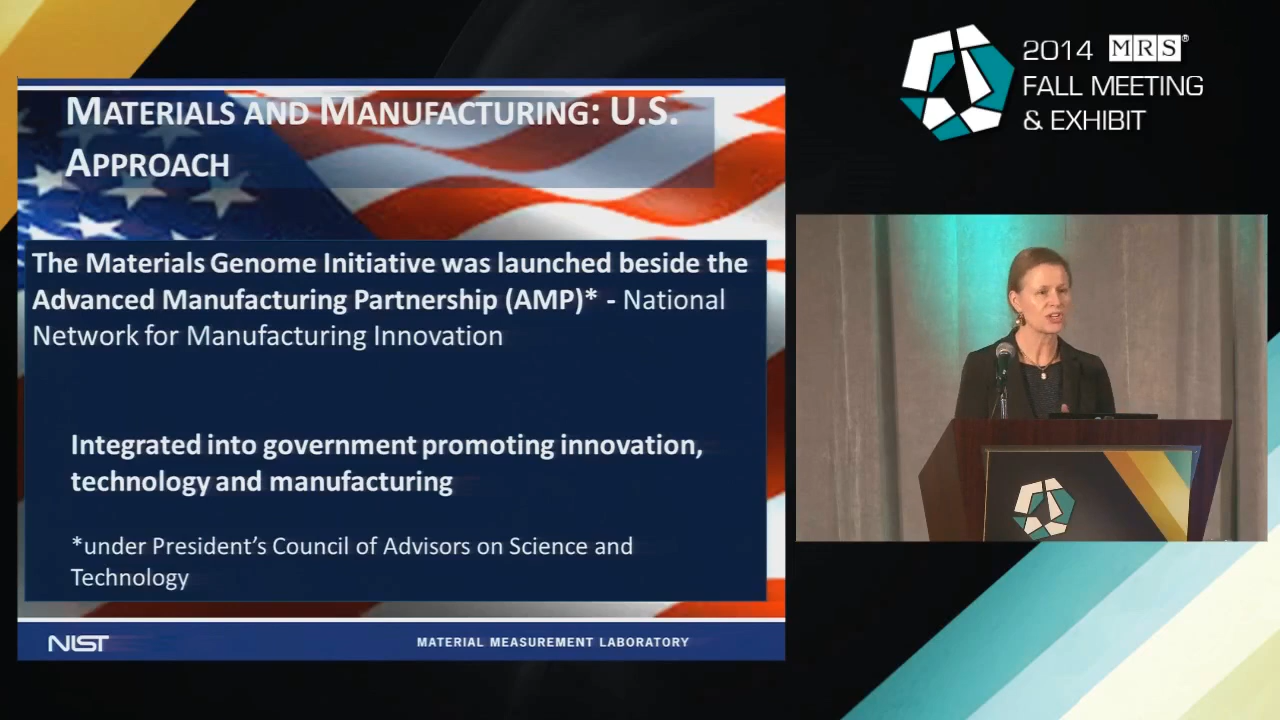 MATERIALS AND MANUFACTURING: U.S.
APPROACH
The Materials Genome Initiative was launched beside the
Advanced Manufacturing Partnership (AMP)* - National
Network for Manufacturing Innovation
Integrated into government promoting innovation,
technology and manufacturing
*under President's Council of Advisors on Science and
Technology
NIST
MATERIAL MEASUREMENT LABORATORY
2014 MRS®
FALL MEETING
& EXHIBIT